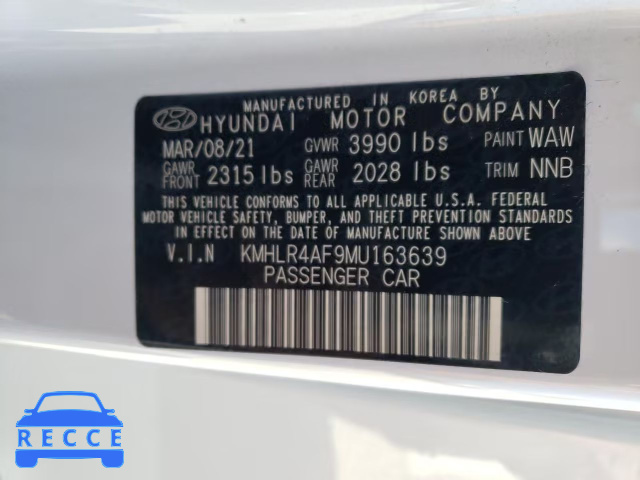 MANUFACTURED IN KOREA BY
HYUNDAI MOTOR COMPANY
MAR/08/21 GVWR 3990 lbs PAINT WAW
GAWR FRONT 2315 lbs GAWR REAR 2028 lbs TRIM NNB
THIS VEHICLE CONFORMS TO ALL APPLICABLE U.S.A. FEDERAL
MOTOR VEHICLE SAFETY, BUMPER, AND THEFT PREVENTION STANDARDS
IN EFFECT ON THE DATE OF MANUFACTURE SHOWN ABOVE.
V.I.N KMHLR4AF9MU163639
PASSENGER CAR
RECCE